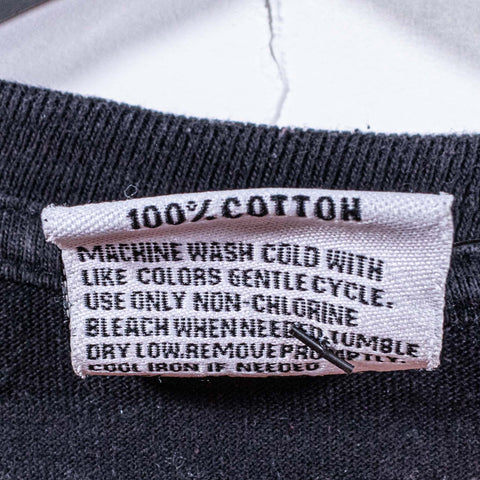 100% COTTON
MACHINE WASH COLD WITH
LIKE COLORS GENTLE CYCLE.
USE ONLY NON-CHLORINE
BLEACH WHEN NEEDED. TUMBLE
DRY LOW. REMOVE PROMPTLY.
COOL IRON IF NEEDED